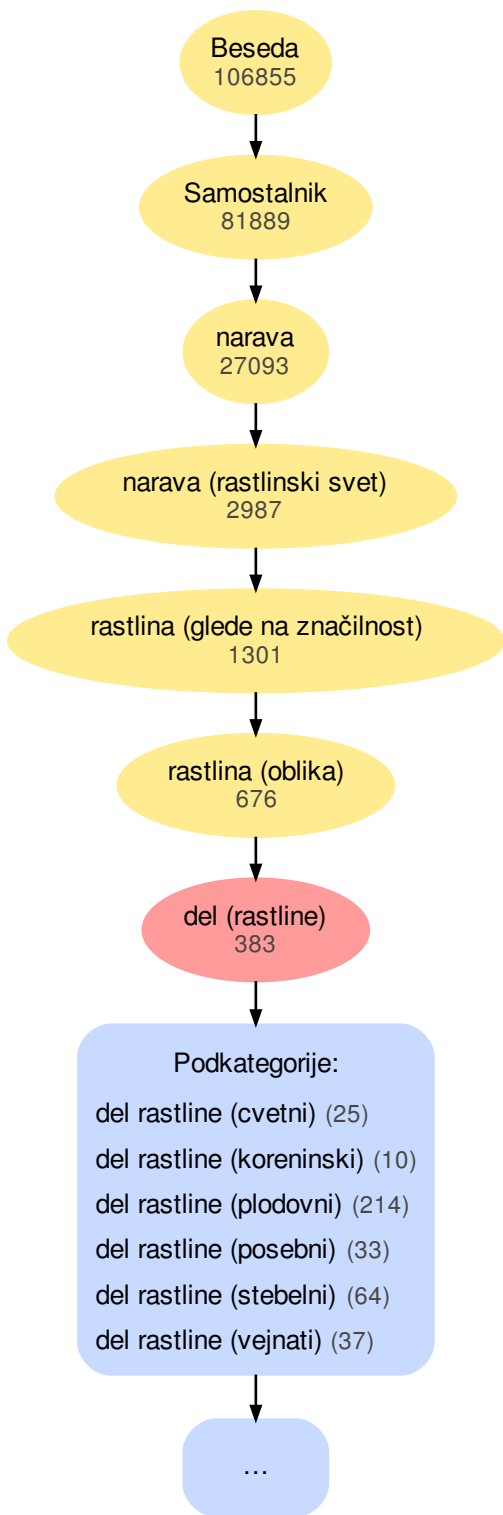 Beseda
106855
Samostalnik
81889
narava
27093
narava (rastlinski svet)
2987
rastlina (glede na značilnost)
1301
rastlina (oblika)
676
del (rastline)
383
Podkategorije:
del rastline (cvetni) (25)
del rastline (koreninski) (10)
del rastline (plodovni) (214)
del rastline (posebni) (33)
del rastline (stebelni) (64)
del rastline (vejnati) (37)
...